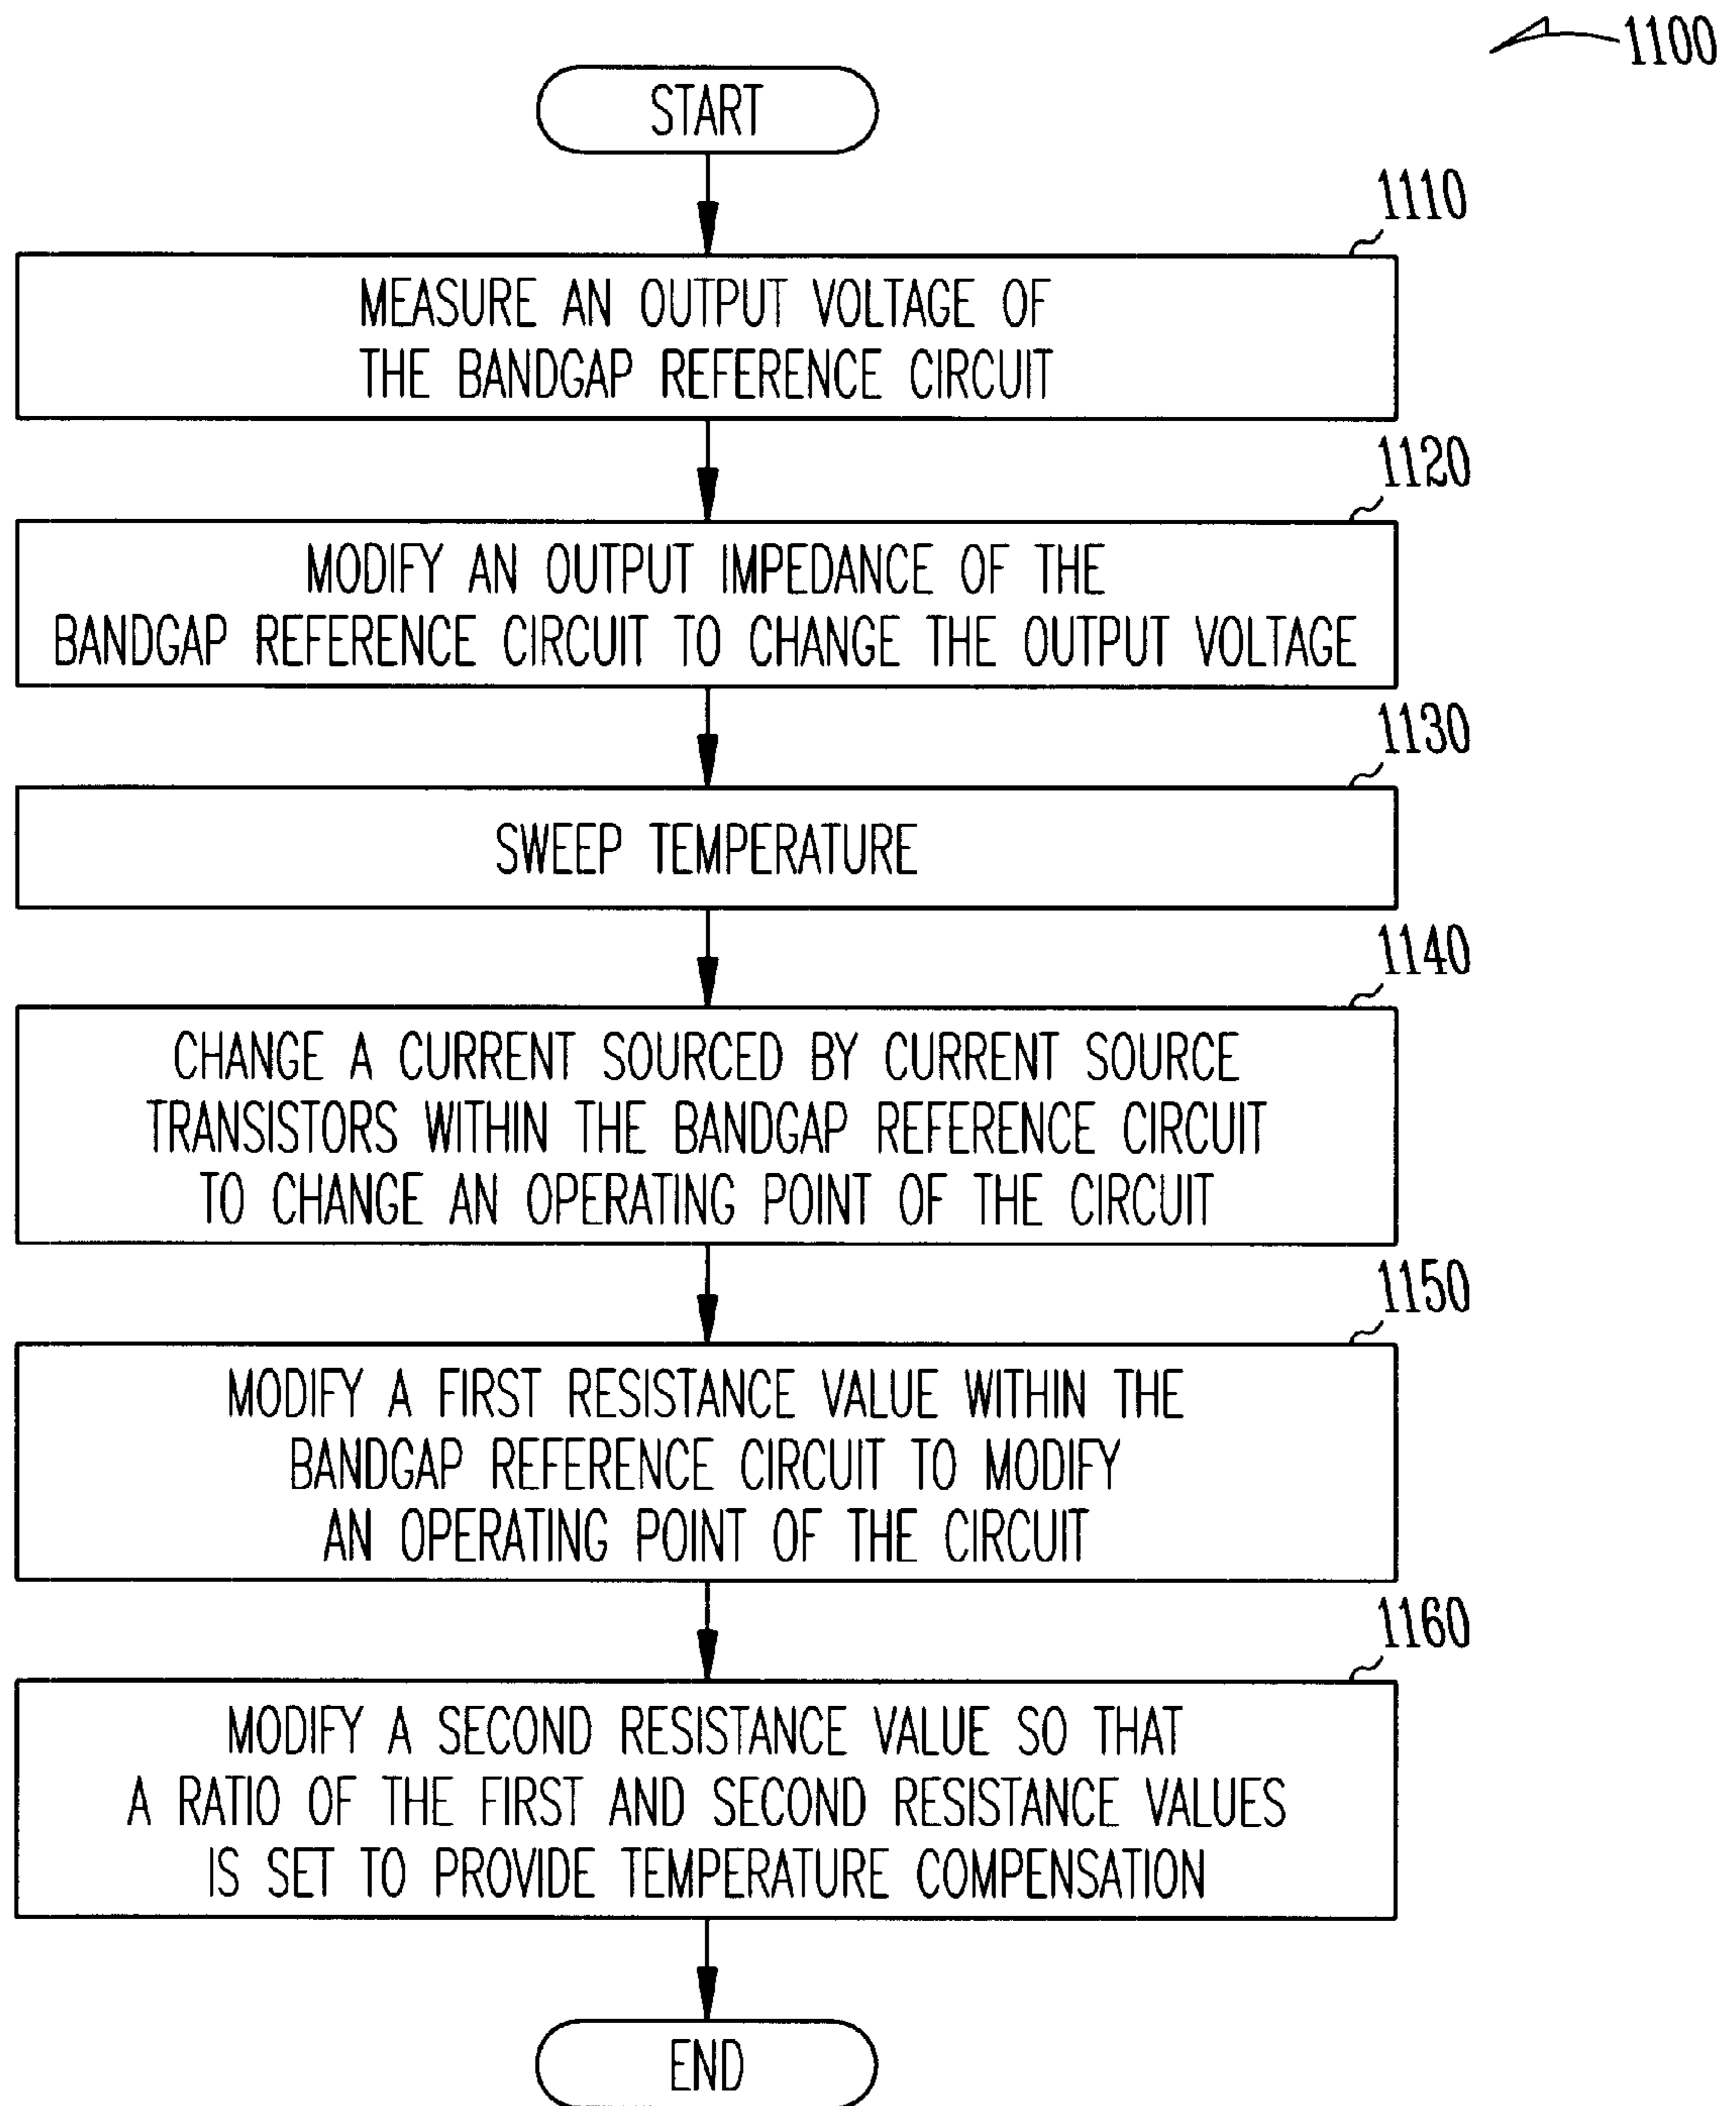 1100
START
1110
MEASURE AN OUTPUT VOLTAGE OF
THE BANDGAP REFERENCE CIRCUIT
1120
MODIFY AN OUTPUT IMPEDANCE OF THE
BANDGAP REFERENCE CIRCUIT TO CHANGE THE OUTPUT VOLTAGE
1130
SWEEP TEMPERATURE
1140
CHANGE A CURRENT SOURCED BY CURRENT SOURCE
TRANSISTORS WITHIN THE BANDGAP REFERENCE CIRCUIT
TO CHANGE AN OPERATING POINT OF THE CIRCUIT
1150
MODIFY A FIRST RESISTANCE VALUE WITHIN THE
BANDGAP REFERENCE CIRCUIT TO MODIFY
AN OPERATING POINT OF THE CIRCUIT
1160
MODIFY A SECOND RESISTANCE VALUE SO THAT
A RATIO OF THE FIRST AND SECOND RESISTANCE VALUES
IS SET TO PROVIDE TEMPERATURE COMPENSATION
END